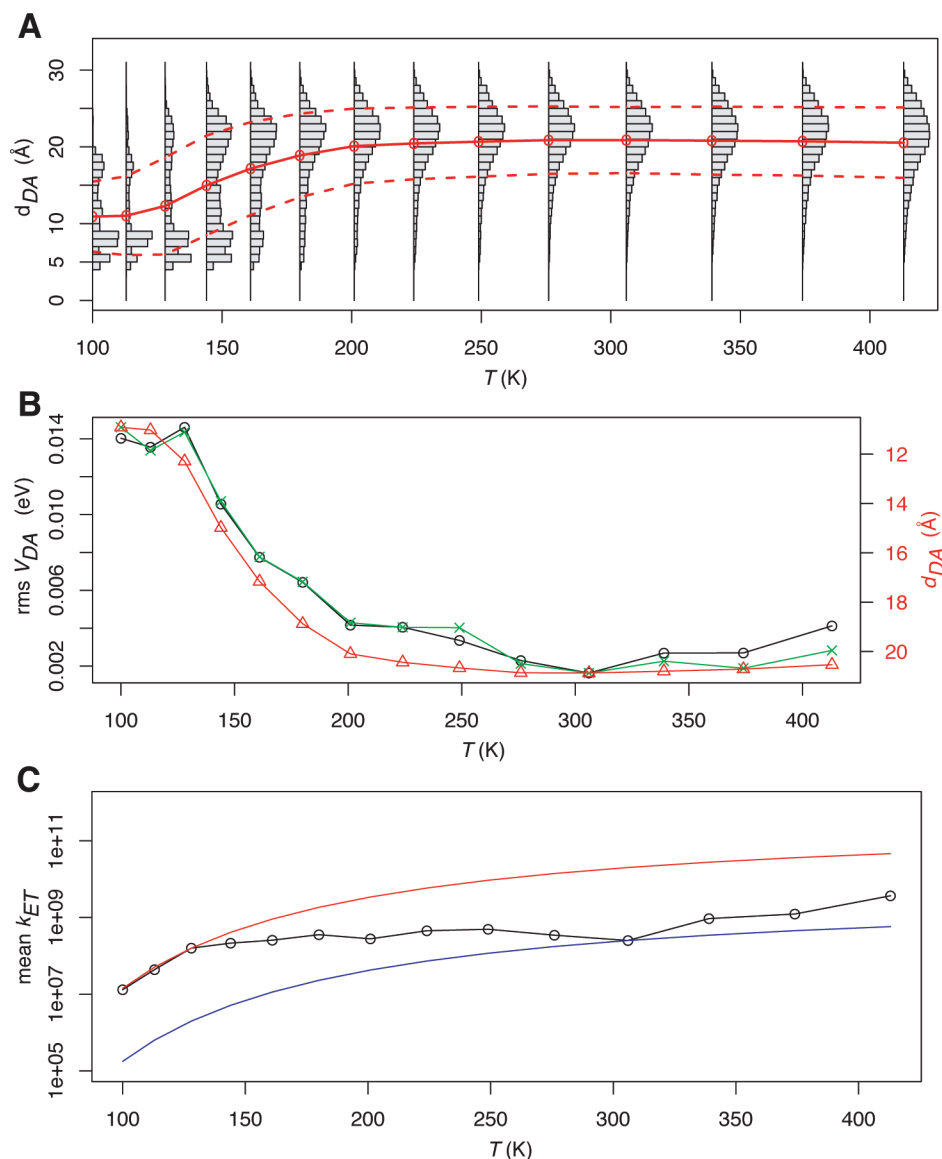 A
d_DA (Å)
30
20
10
5
0
100 150 200 250 300 350 400
T (K)
B
rms V_DA (eV)
0.014
0.010
0.006
0.002
12
14
16
18
20
d_DA (Å)
100 150 200 250 300 350 400
T (K)
C
mean k_ET
1e+11
1e+09
1e+07
1e+05
100 150 200 250 300 350 400
T (K)